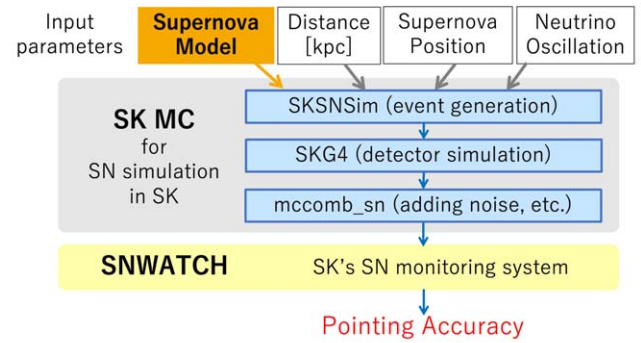 Input parameters
Supernova Model
Distance [kpc]
Supernova Position
Neutrino Oscillation
SK MC
for
SN simulation
in SK
SKSNSim (event generation)
SKG4 (detector simulation)
mccomb_sn (adding noise, etc.)
SNWATCH
SK's SN monitoring system
Pointing Accuracy